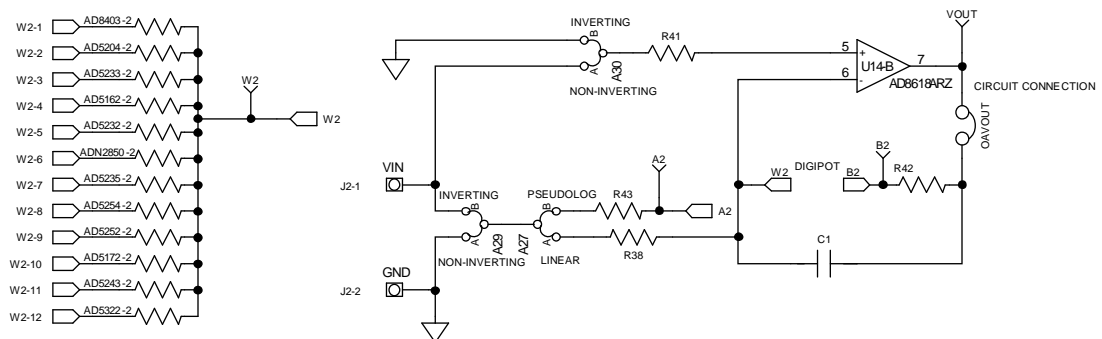 W2-1 AD8403-2
W2-2 AD5204-2
W2-3 AD5233-2
W2-4 AD5162-2
W2-5 AD5232-2
W2-6 ADN2850-2
W2-7 AD5235-2
W2-8 AD5254-2
W2-9 AD5252-2
W2-10 AD5172-2
W2-11 AD5243-2
W2-12 AD5322-2
W2
W2
INVERTING
B
A
A30
NON-INVERTING
R41
VOUT
5
+
6
-
7
U14-B
AD8618ARZ
CIRCUIT CONNECTION
OAVOUT
J2-1
VIN
INVERTING
B
A
A29
NON-INVERTING
J2-2
GND
PSEUDOLOG
B
A
A27
LINEAR
R43
R38
A2
A2
W2
DIGIPOT
B2
B2
R42
C1